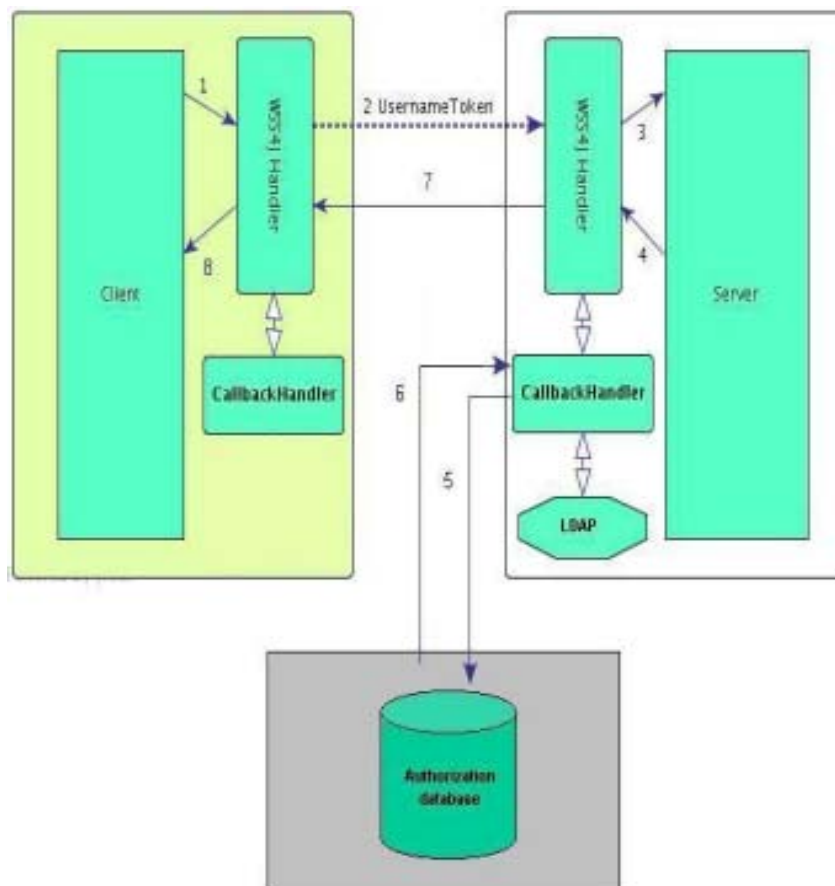 1
2 UsernameToken
3
WSS4J Handler
WSS4J Handler
7
4
8
Client
Server
CallbackHandler
6
CallbackHandler
5
LDAP
Authorization
database